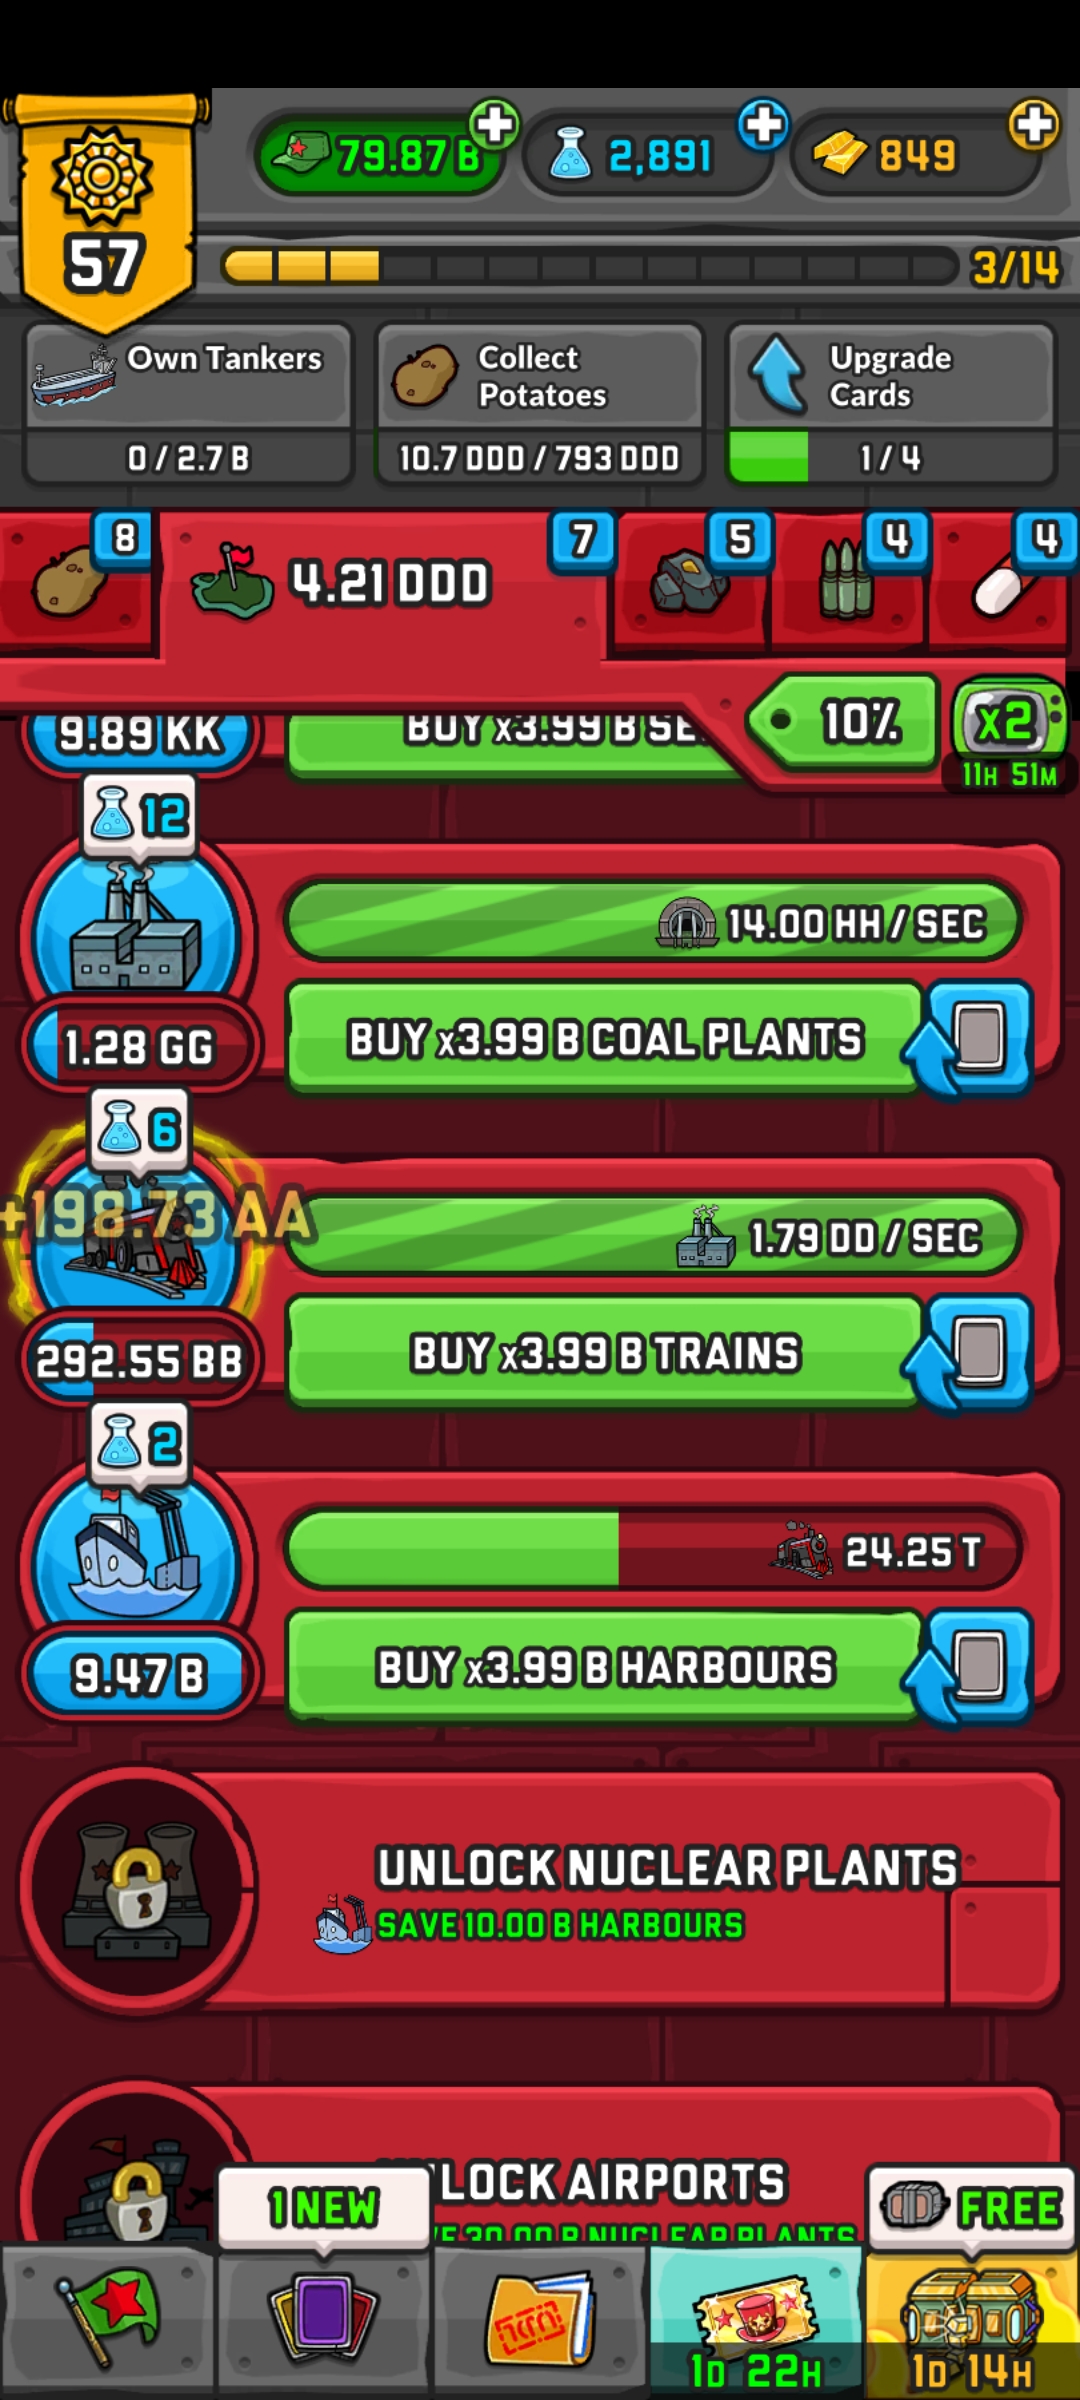 79.87 B
2,891
849
57
3/14
Own Tankers
0 / 2.7 B
Collect
Potatoes
10.7 DDD / 793 DDD
Upgrade
Cards
1 / 4
8
4.21 DDD
7
5
4
4
9.89 KK
BUY x3.99 B SE
10%
x2
11H 51M
12
14.00 HH / SEC
1.28 GG
BUY x3.99 B COAL PLANTS
6
+198.73 AA
1.79 DD / SEC
292.55 BB
BUY x3.99 B TRAINS
2
24.25 T
9.47 B
BUY x3.99 B HARBOURS
UNLOCK NUCLEAR PLANTS
SAVE 10.00 B HARBOURS
LOCK AIRPORTS
VE 30.00 B NUCLEAR PLANTS
1 NEW
FREE
1D 22H
1D 14H